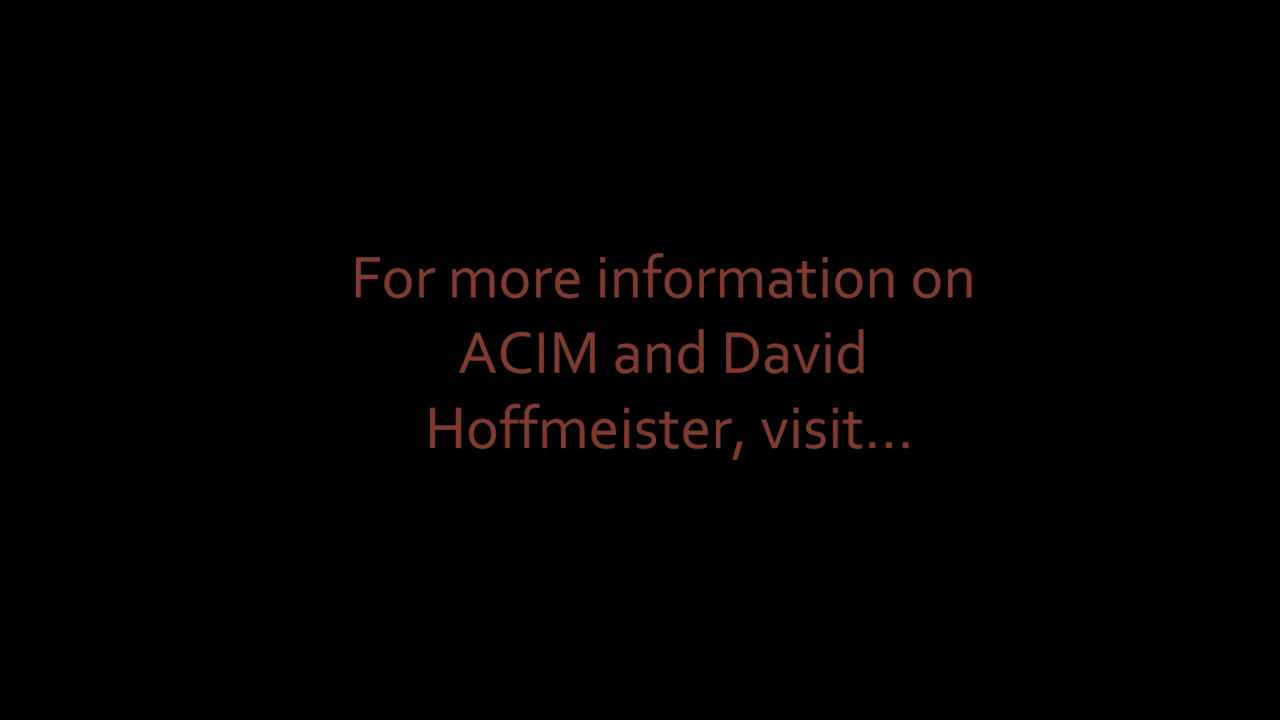 For more information on
ACIM and David
Hoffmeister, visit...